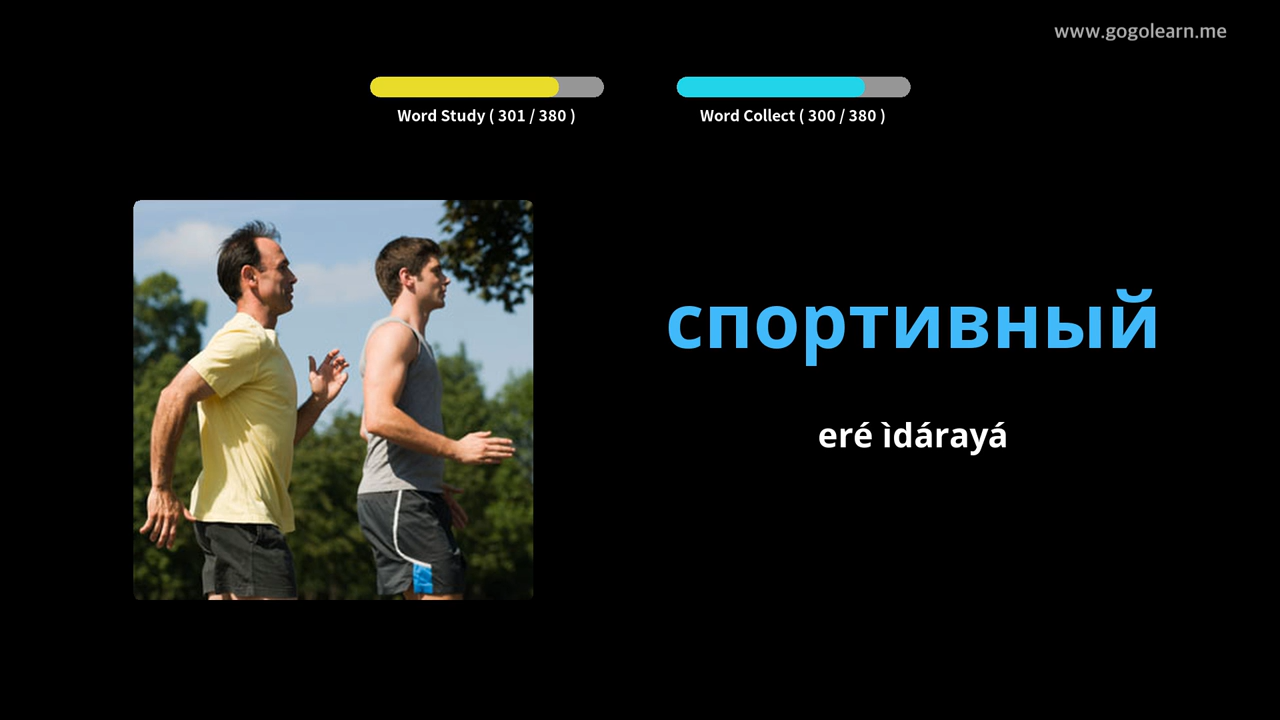 www.gogolearn.me
Word Study ( 301 / 380 )
Word Collect ( 300 / 380 )
спортивный
eré ìdárayá